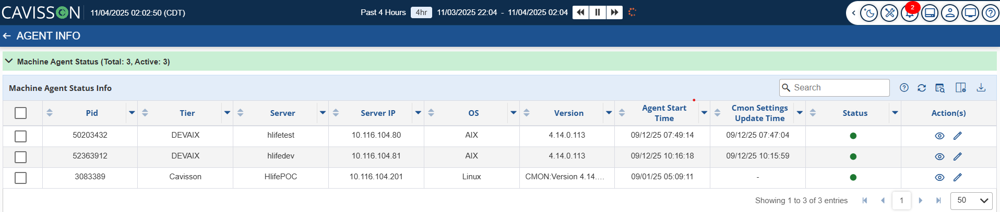 CAVISSON 11/04/2025 02:02:50 (CDT) Past 4 Hours 4hr 11/03/2025 22:04 - 11/04/2025 02:04 2
AGENT INFO
Machine Agent Status (Total: 3, Active: 3)
Machine Agent Status Info Search
Pid Tier Server Server IP OS Version Agent Start Time Cmon Settings Update Time Status Action(s)
50203432 DEVAIX hlifetest 10.116.104.80 AIX 4.14.0.113 09/12/25 07:49:14 09/12/25 07:47:04
52363912 DEVAIX hlifedev 10.116.104.81 AIX 4.14.0.113 09/12/25 10:16:18 09/12/25 10:15:59
3083389 Cavisson HlifePOC 10.116.104.201 Linux CMON:Version 4.14.... 09/01/25 05:09:11 -
Showing 1 to 3 of 3 entries 1 50